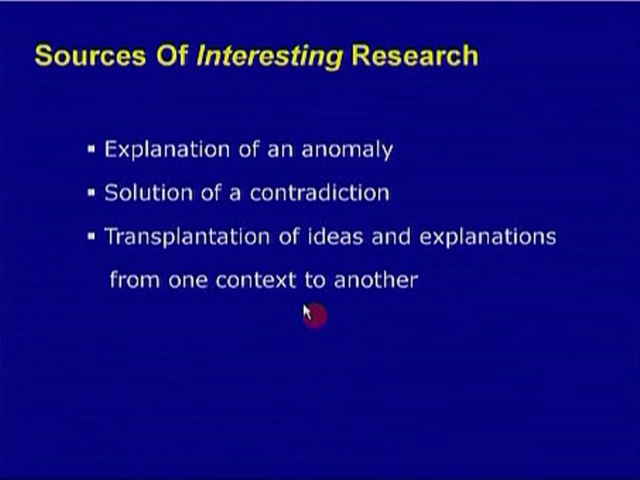 Sources Of Interesting Research
▪ Explanation of an anomaly
▪ Solution of a contradiction
▪ Transplantation of ideas and explanations
from one context to another